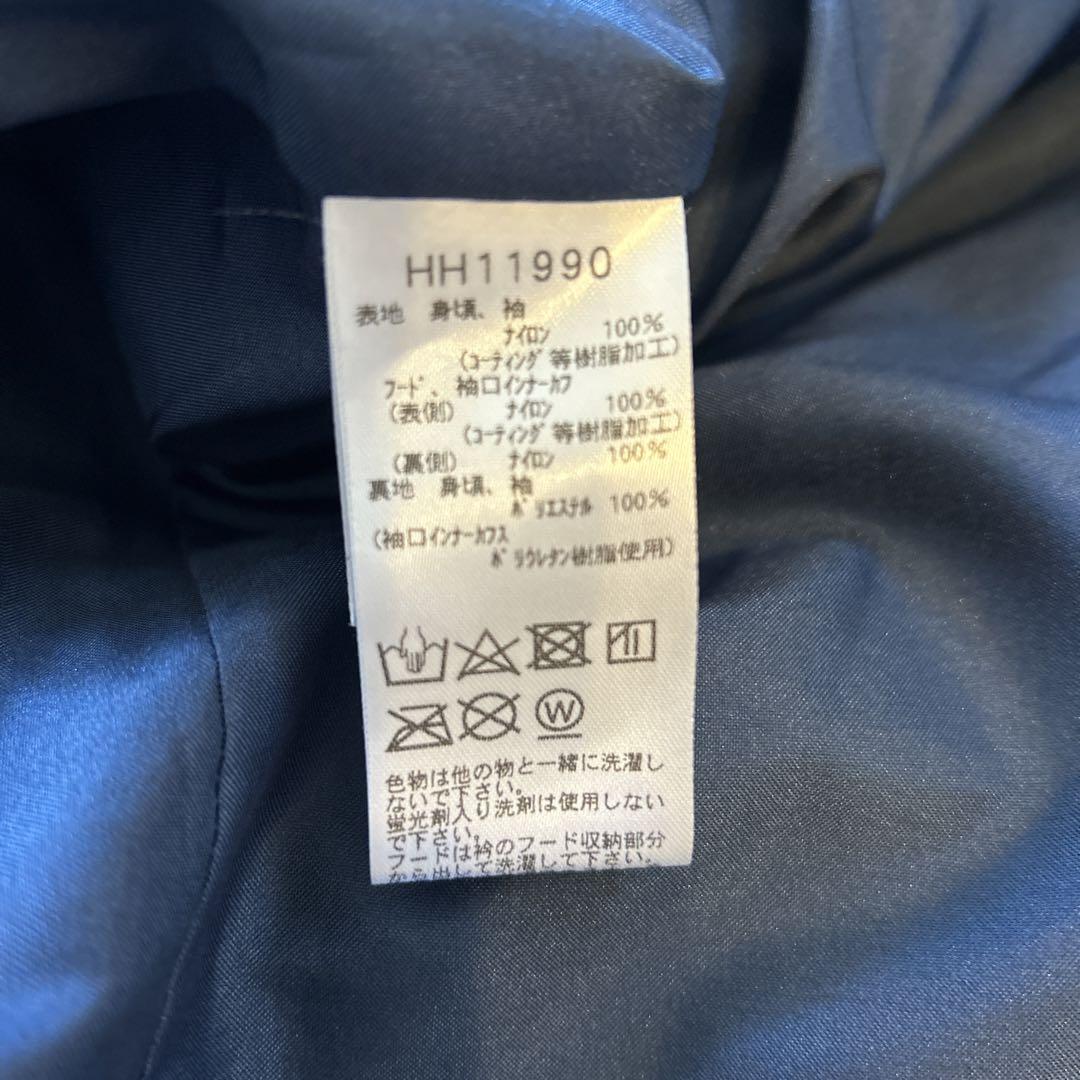 HH11990
表地 身頃、袖
ナイロン 100%
(コーティング等樹脂加工)
フード、袖口インナーカフ
(表側) ナイロン 100%
(コーティング等樹脂加工)
(裏側) ナイロン 100%
裏地 身頃、袖
ポリエステル 100%
(袖口インナーカフス
ポリウレタン樹脂使用)
W
色物は他の物と一緒に洗濯し
ないで下さい。
蛍光剤入り洗剤は使用しない
で下さい。
フードは衿のフード収納部分
から出して洗濯して下さい。